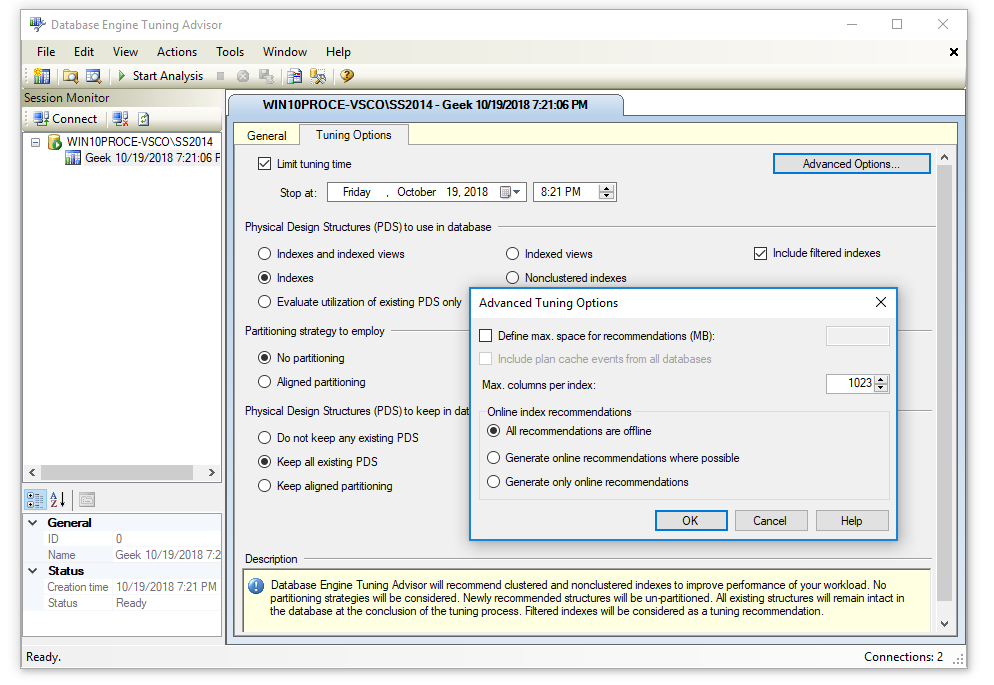 Database Engine Tuning Advisor
File Edit View Actions Tools Window Help
Start Analysis
Session Monitor
Connect
WIN10PROCE-VSCO\SS2014
Geek 10/19/2018 7:21:06 P
General
ID 0
Name Geek 10/19/2018 7:2
Status
Creation time 10/19/2018 7:21 PM
Status Ready
WIN10PROCE-VSCO\SS2014 - Geek 10/19/2018 7:21:06 PM
General Tuning Options
Limit tuning time Advanced Options...
Stop at: Friday , October 19, 2018 8:21 PM
Physical Design Structures (PDS) to use in database
Indexes and indexed views Indexed views Include filtered indexes
Indexes Nonclustered indexes
Evaluate utilization of existing PDS only
Partitioning strategy to employ
No partitioning
Aligned partitioning
Physical Design Structures (PDS) to keep in dat
Do not keep any existing PDS
Keep all existing PDS
Keep aligned partitioning
Advanced Tuning Options
Define max. space for recommendations (MB):
Include plan cache events from all databases
Max. columns per index: 1023
Online index recommendations
All recommendations are offline
Generate online recommendations where possible
Generate only online recommendations
OK Cancel Help
Description
Database Engine Tuning Advisor will recommend clustered and nonclustered indexes to improve performance of your workload. No
partitioning strategies will be considered. Newly recommended structures will be un-partitioned. All existing structures will remain intact in
the database at the conclusion of the tuning process. Filtered indexes will be considered as a tuning recommendation.
Ready. Connections: 2